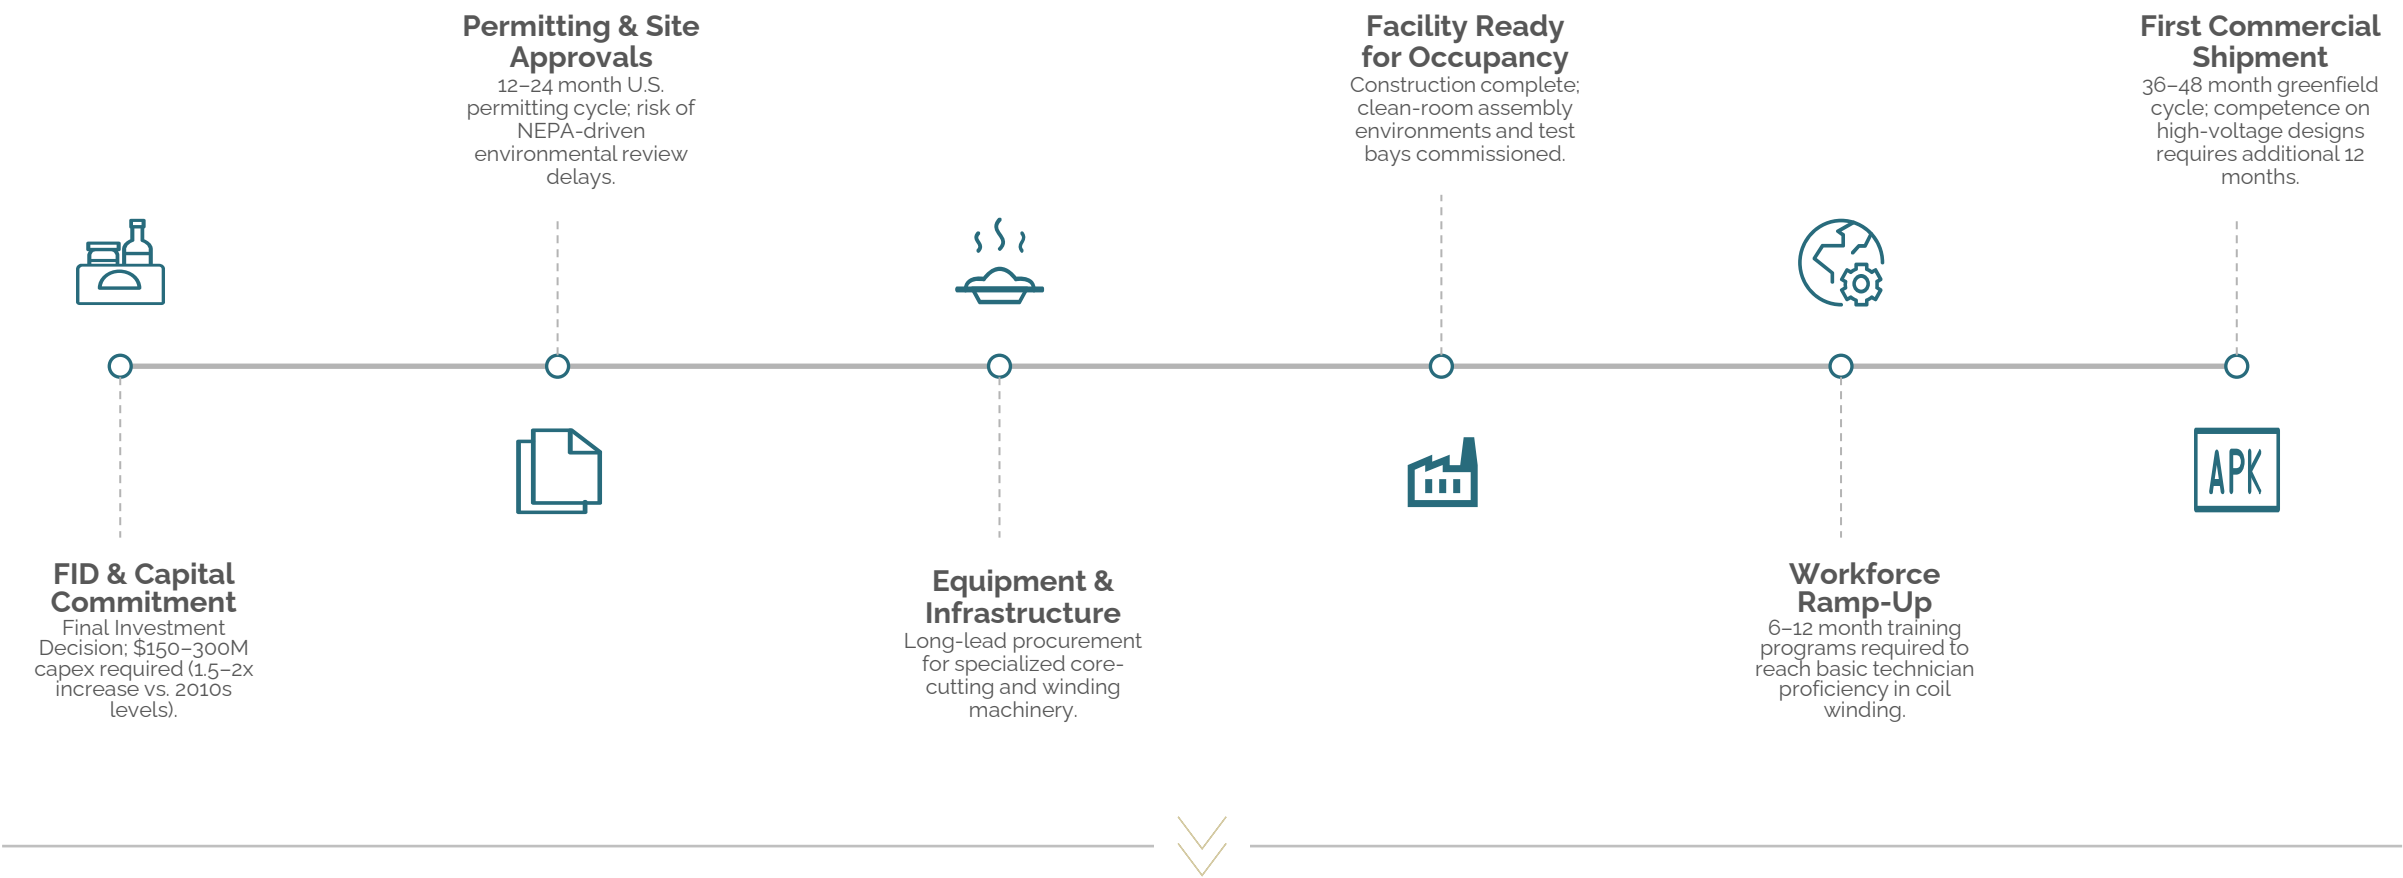 FID & Capital
Commitment
Final Investment
Decision; $150–300M
capex required (1.5–2x
increase vs. 2010s
levels).
Permitting & Site
Approvals
12–24 month U.S.
permitting cycle; risk of
NEPA-driven
environmental review
delays.
Equipment &
Infrastructure
Long-lead procurement
for specialized core-
cutting and winding
machinery.
Facility Ready
for Occupancy
Construction complete;
clean-room assembly
environments and test
bays commissioned.
Workforce
Ramp-Up
6–12 month training
programs required to
reach basic technician
proficiency in coil
winding.
First Commercial
Shipment
36–48 month greenfield
cycle; competence on
high-voltage designs
requires additional 12
months.
APK